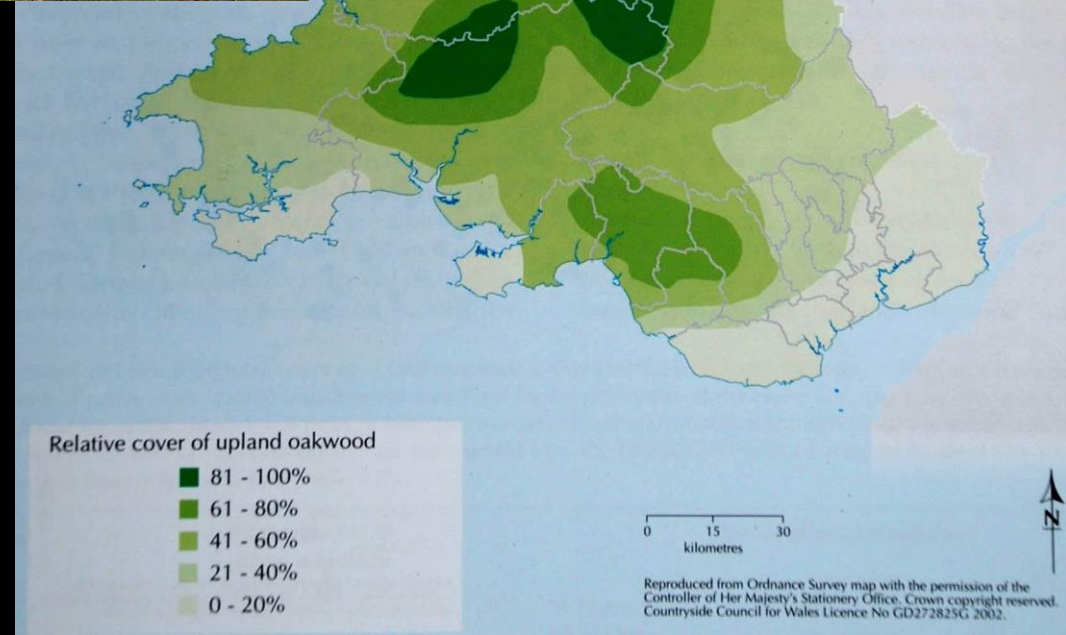 Relative cover of upland oakwood
81 - 100%
61 - 80%
41 - 60%
21 - 40%
0 - 20%
0 15 30
kilometres
N
Reproduced from Ordnance Survey map with the permission of the
Controller of Her Majesty's Stationery Office. Crown copyright reserved.
Countryside Council for Wales Licence No GD272825G 2002.